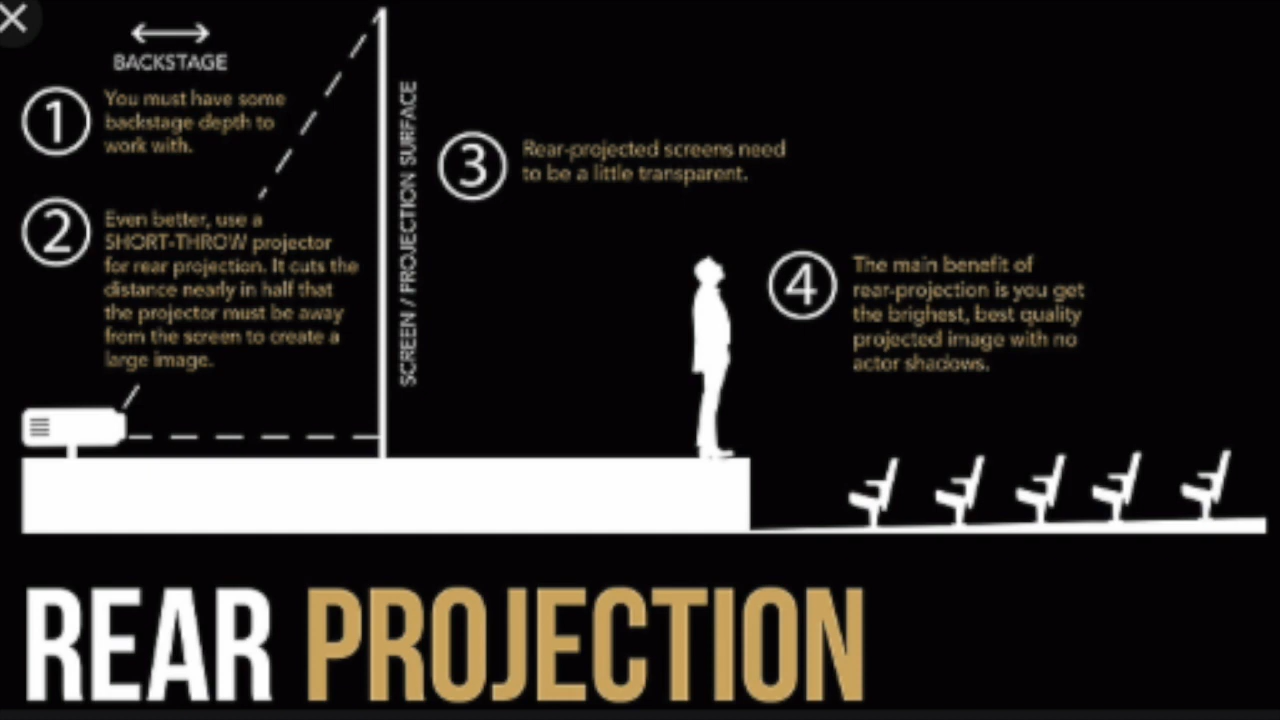 BACKSTAGE
1
You must have some
backstage depth to
work with.
2
Even better, use a
SHORT-THROW projector
for rear projection. It cuts the
distance nearly in half that
the projector must be away
from the screen to create a
large image.
SCREEN / PROJECTION SURFACE
3
Rear-projected screens need
to be a little transparent.
4
The main benefit of
rear-projection is you get
the brighest, best quality
projected image with no
actor shadows.
REAR PROJECTION